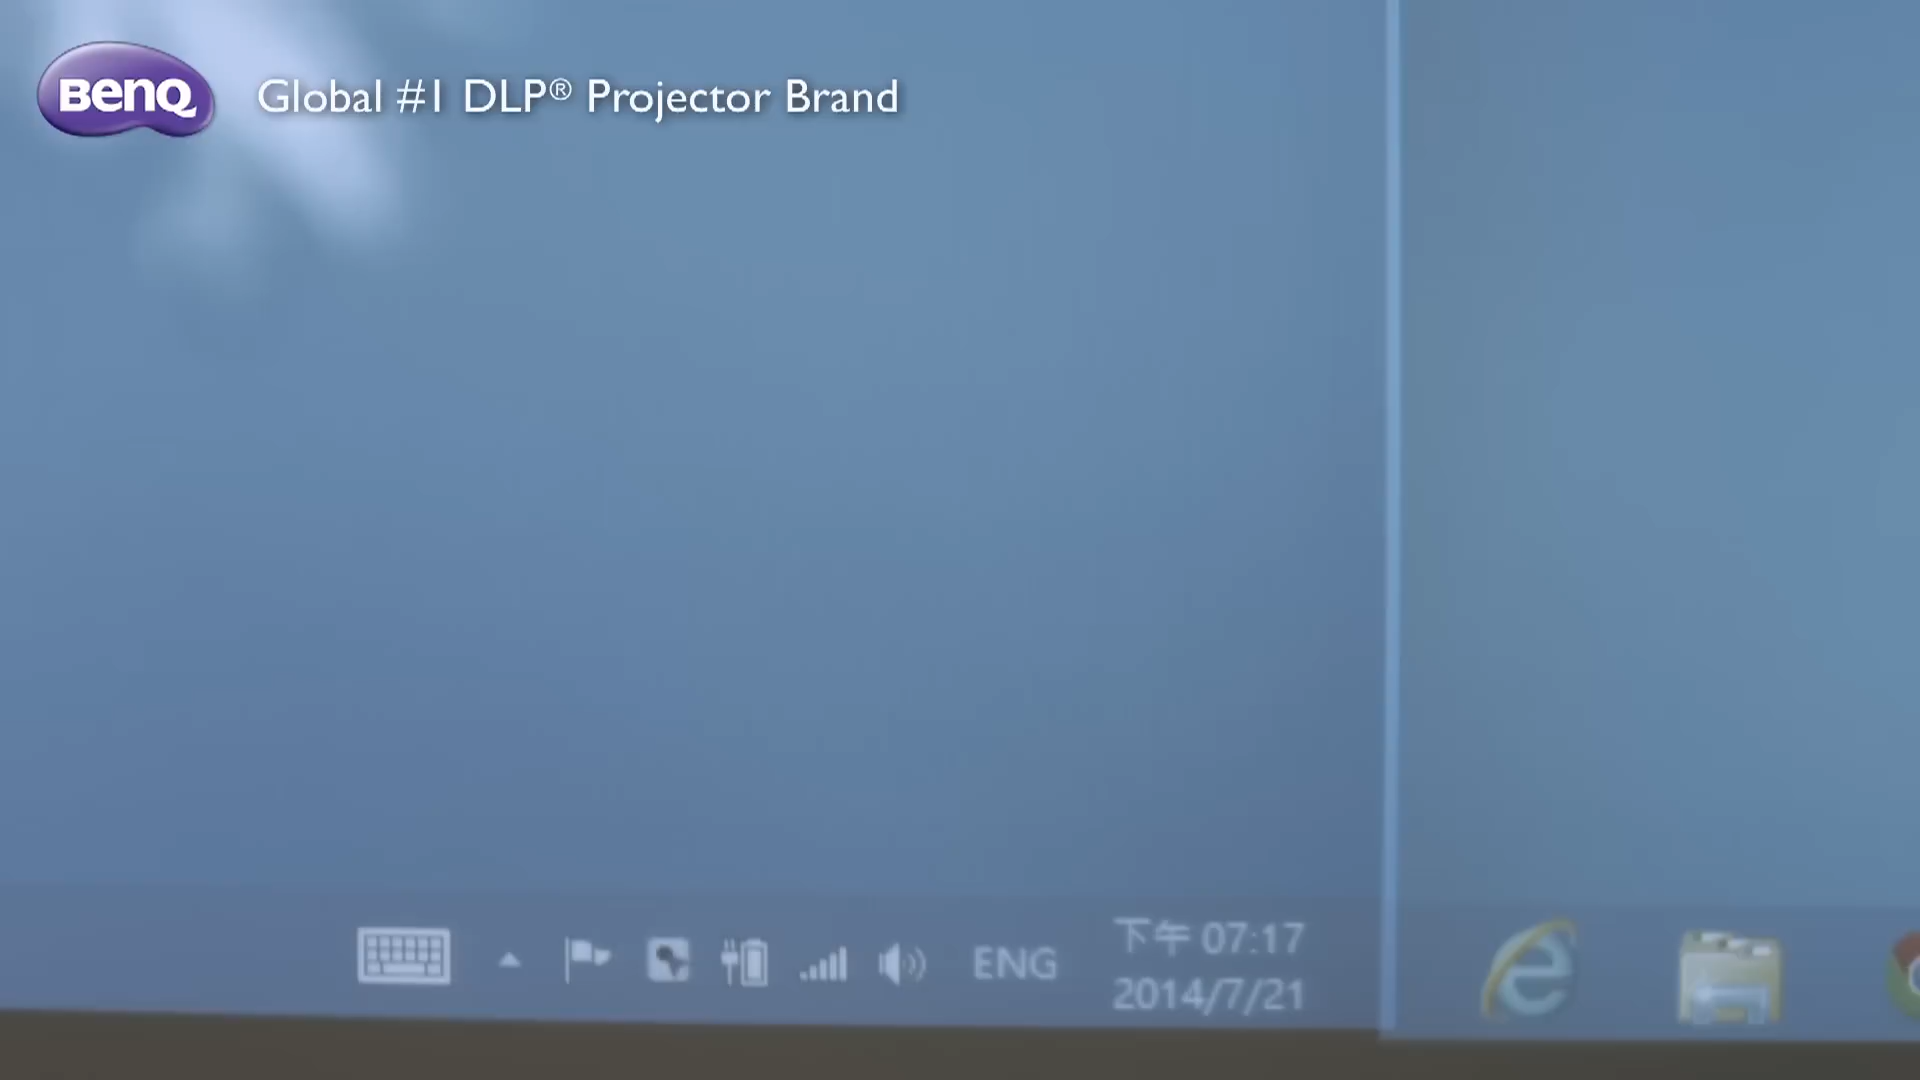 BenQ
Global #1 DLP® Projector Brand
ENG
下午 07:17
2014/7/21